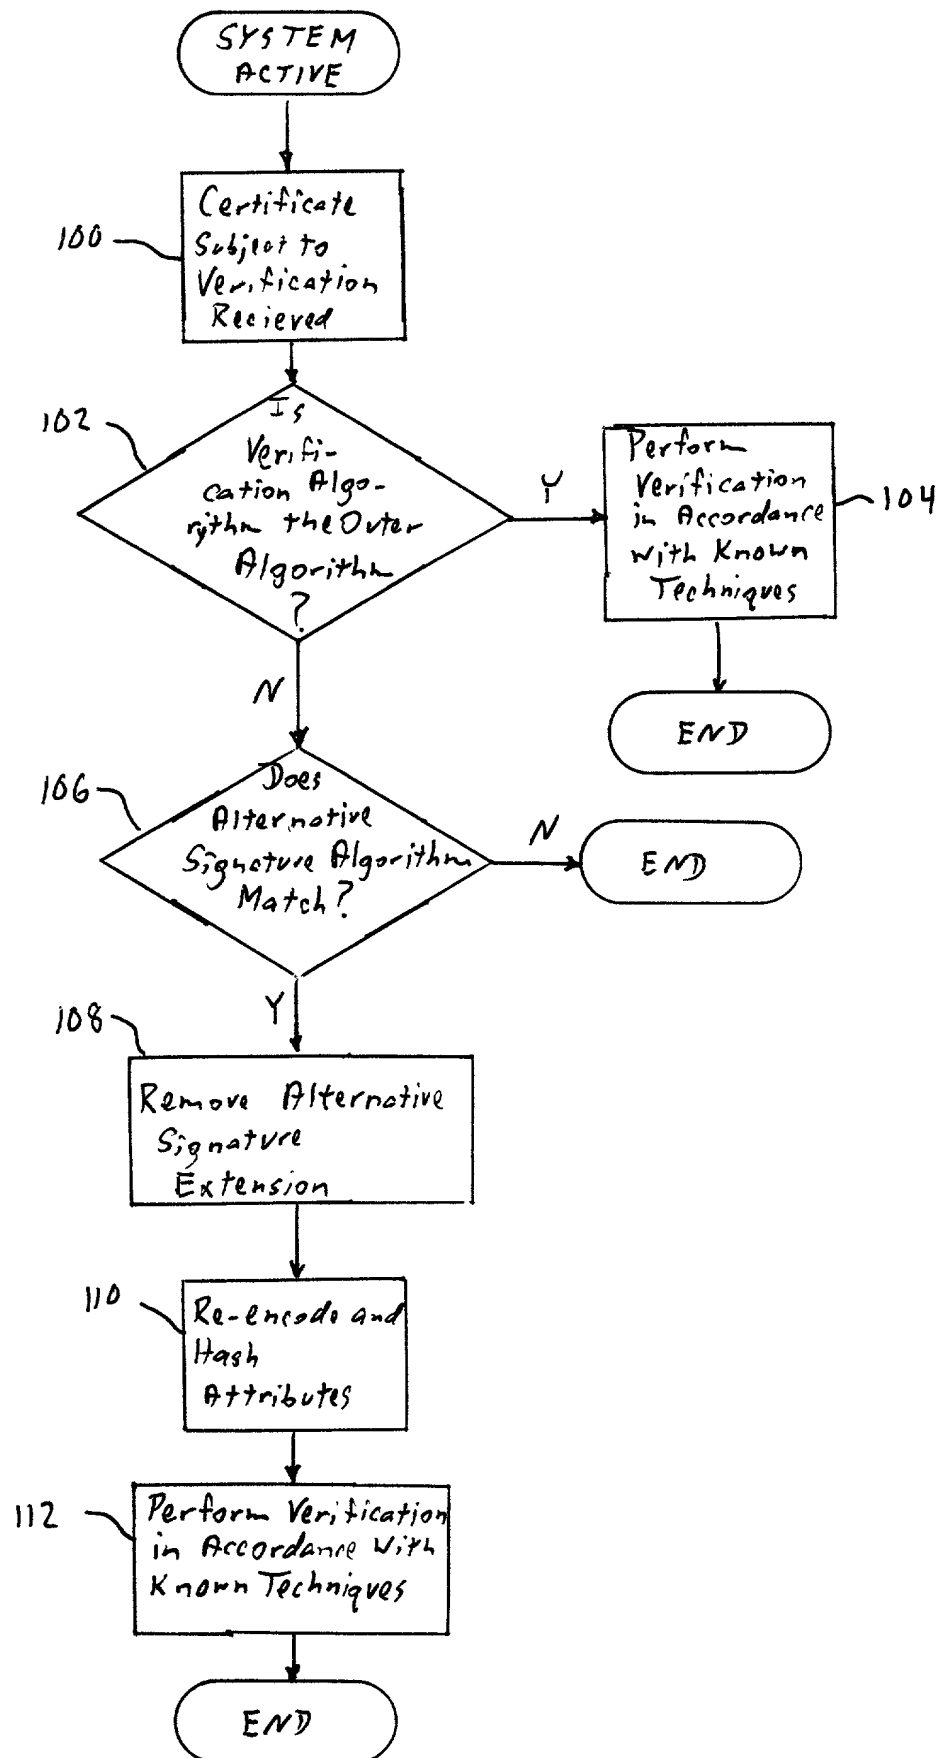 SYSTEM
ACTIVE
100
Certificate
Subject to
Verification
Recieved
102
Is
Verifi-
cation Algo-
rythm the Outer
Algorithm
?
Y
Perform
Verification
in Accordance
with Known
Techniques
104
N
END
106
Does
Alternative
Signature Algorithm
Match?
N
END
Y
108
Remove Alternative
Signature
Extension
110
Re-encode and
Hash
Attributes
112
Perform Verification
in Accordance with
Known Techniques
END